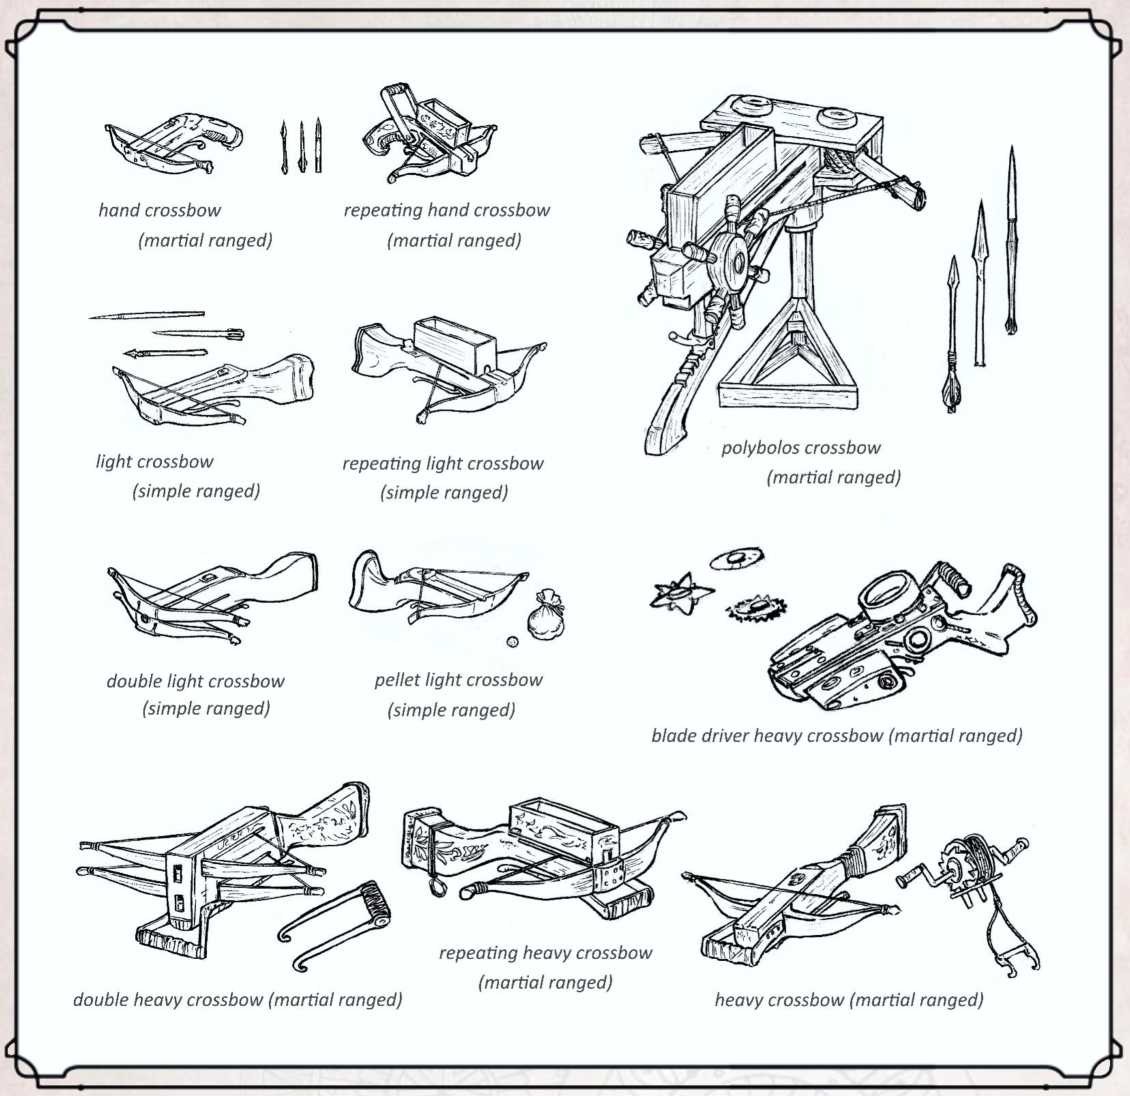 hand crossbow
(martial ranged)
repeating hand crossbow
(martial ranged)
light crossbow
(simple ranged)
repeating light crossbow
(simple ranged)
polybolos crossbow
(martial ranged)
double light crossbow
(simple ranged)
pellet light crossbow
(simple ranged)
blade driver heavy crossbow (martial ranged)
double heavy crossbow (martial ranged)
repeating heavy crossbow
(martial ranged)
heavy crossbow (martial ranged)